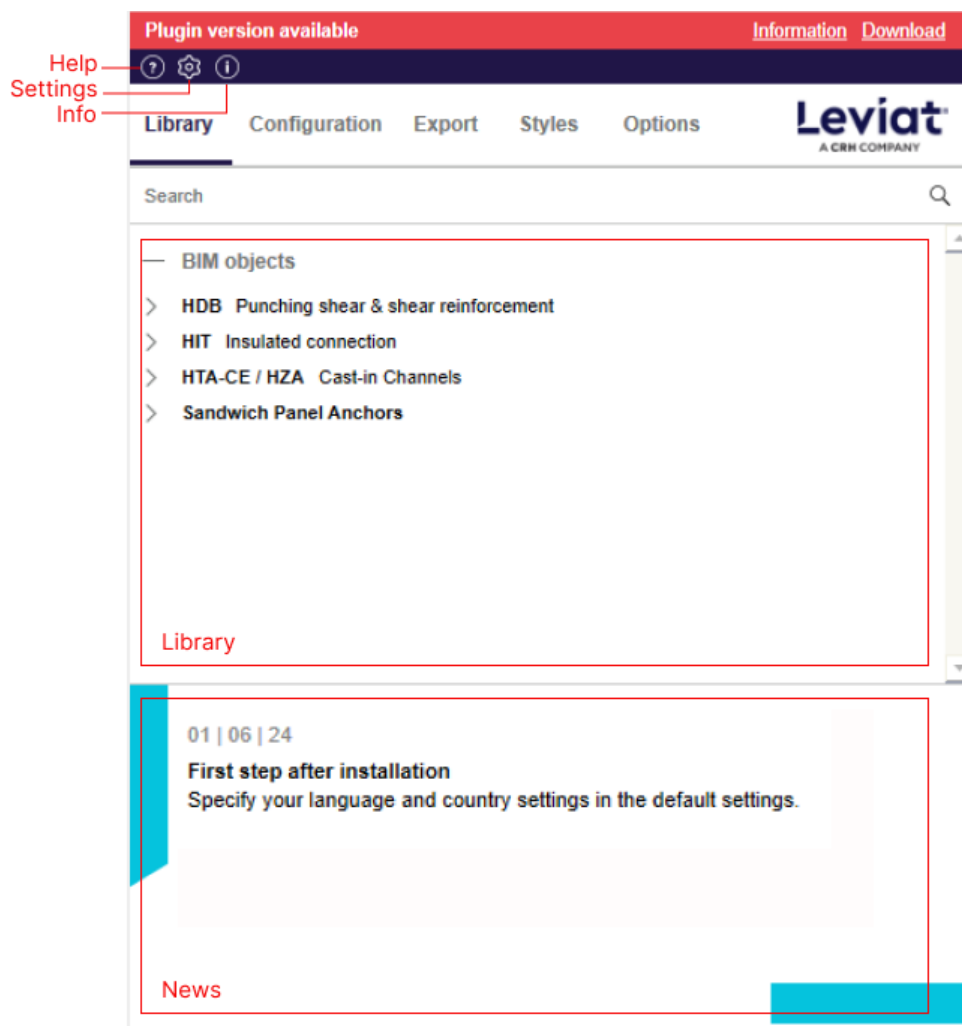 Plugin version available Information Download
Help
Settings
Info
Library Configuration Export Styles Options
Leviat
A CRH COMPANY
Search
BIM objects
HDB Punching shear & shear reinforcement
HIT Insulated connection
HTA-CE / HZA Cast-in Channels
Sandwich Panel Anchors
Library
01 | 06 | 24
First step after installation
Specify your language and country settings in the default settings.
News